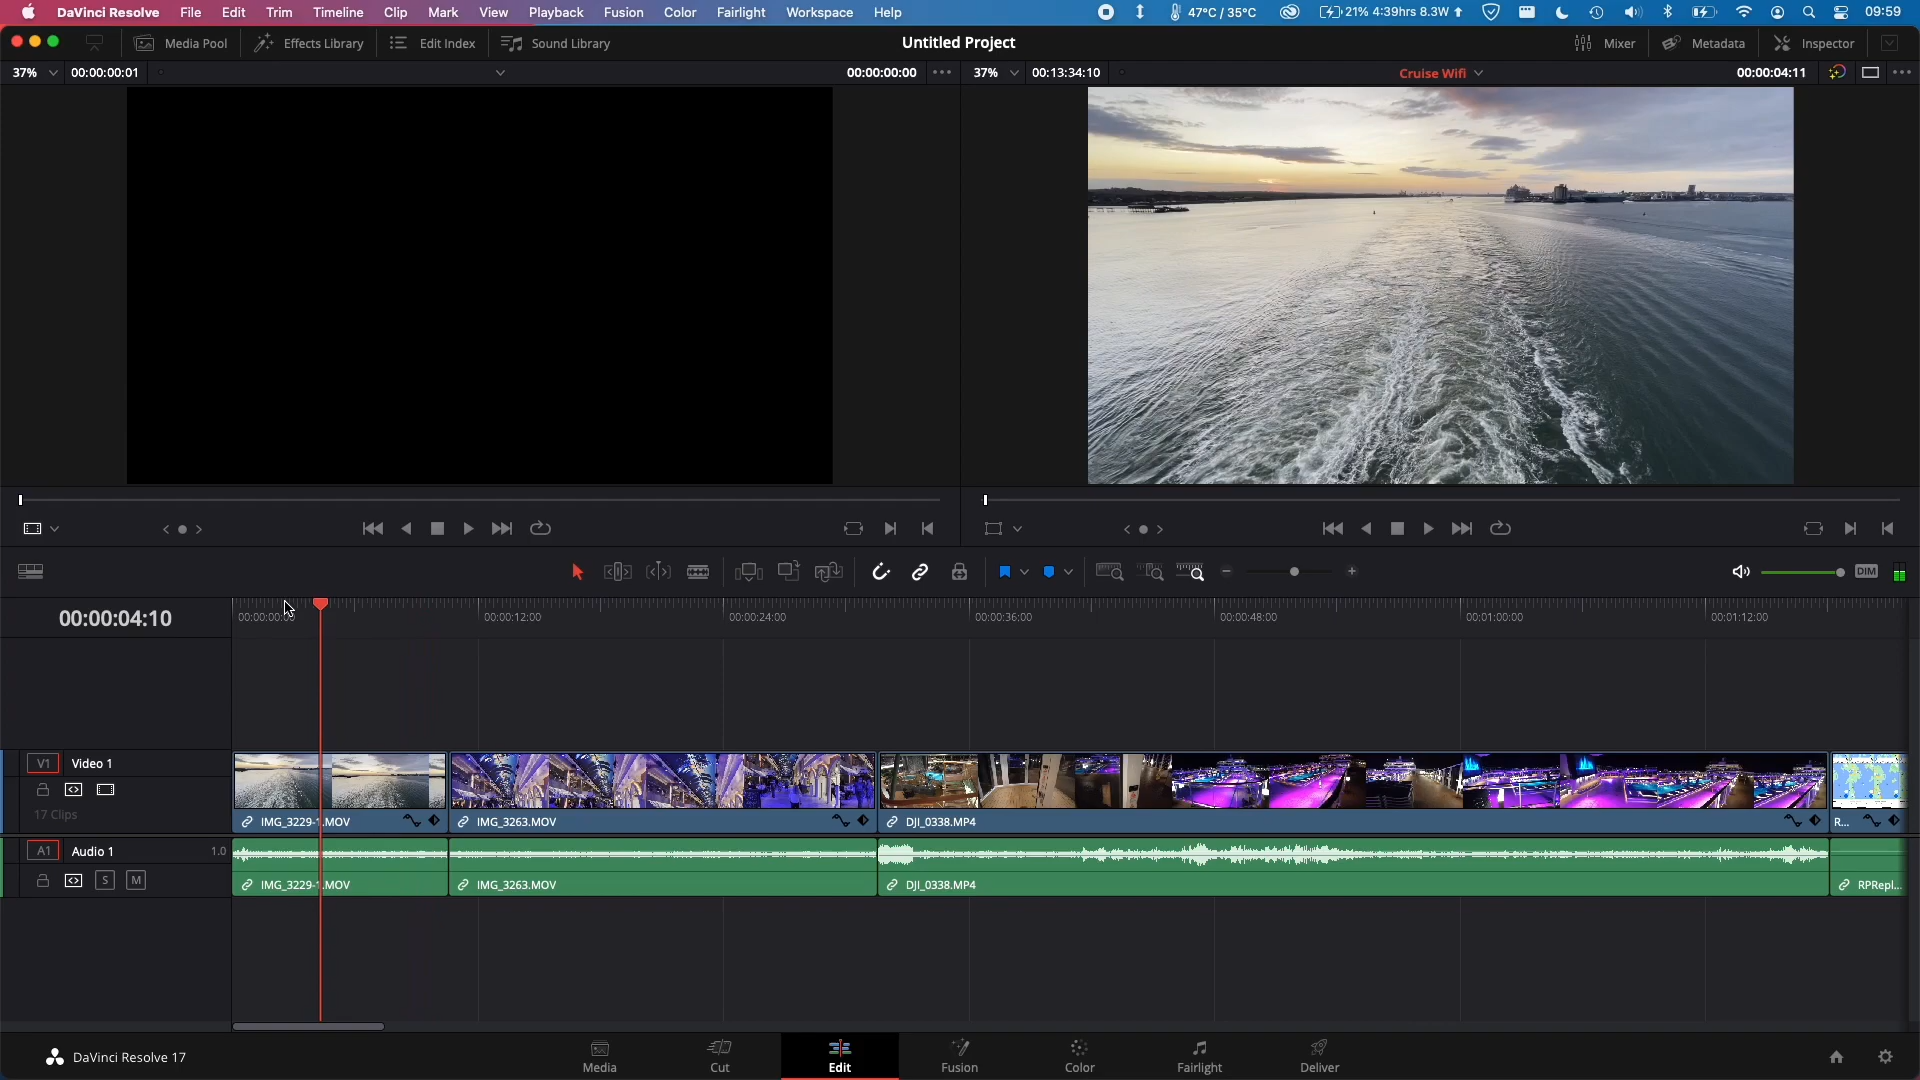 DaVinci Resolve File Edit Trim Timeline Clip Mark View Playback Fusion Color Fairlight Workspace Help 47°C / 35°C 21% 4:39hrs 8.3W 09:59
Media Pool Effects Library Edit Index Sound Library Untitled Project Mixer Metadata Inspector
37% 00:00:00:01 00:00:00:00 37% 00:13:34:10 Cruise Wifi 00:00:04:11
DIM
00:00:04:10 00:00:00:00 00:00:12:00 00:00:24:00 00:00:36:00 00:00:48:00 00:01:00:00 00:01:12:00
V1 Video 1
17 Clips
IMG_3229-1.MOV IMG_3263.MOV DJI_0338.MP4 R...
A1 Audio 1 1.0
S M
IMG_3229-1.MOV IMG_3263.MOV DJI_0338.MP4 RPRepl...
DaVinci Resolve 17 Media Cut Edit Fusion Color Fairlight Deliver